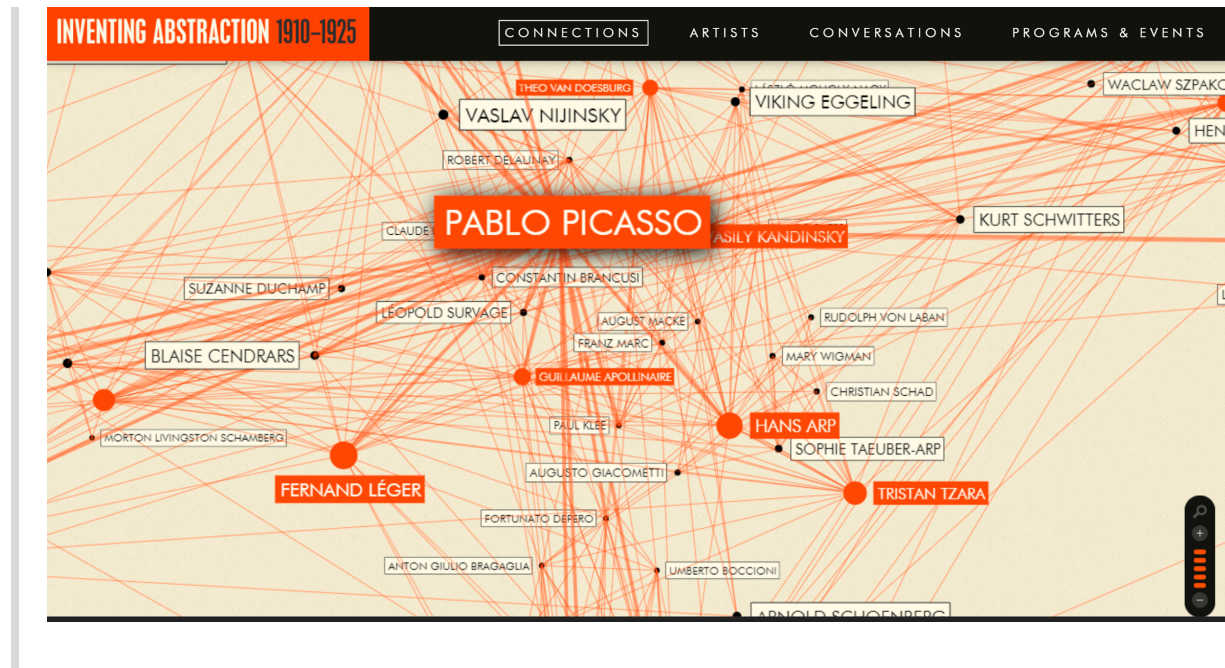 INVENTING ABSTRACTION 1910–1925
CONNECTIONS
ARTISTS
CONVERSATIONS
PROGRAMS & EVENTS
THEO VAN DOESBURG
WACLAW SZPAKO
VASLAV NIJINSKY
VIKING EGGELING
HEN
ROBERT DELAUNAY
PABLO PICASSO
KURT SCHWITTERS
CLAUDE
ASILY KANDINSKY
CONSTANTIN BRANCUSI
SUZANNE DUCHAMP
LÉOPOLD SURVAGE
AUGUST MACKE
RUDOLPH VON LABAN
FRANZ MARC
BLAISE CENDRARS
MARY WIGMAN
GUILLAUME APOLLINAIRE
CHRISTIAN SCHAD
PAUL KLEE
HANS ARP
MORTON LIVINGSTON SCHAMBERG
SOPHIE TAEUBER-ARP
AUGUSTO GIACOMETTI
FERNAND LÉGER
TRISTAN TZARA
FORTUNATO DEPERO
ANTON GIULIO BRAGAGLIA
UMBERTO BOCCIONI
ARNOLD SCHOENBERG